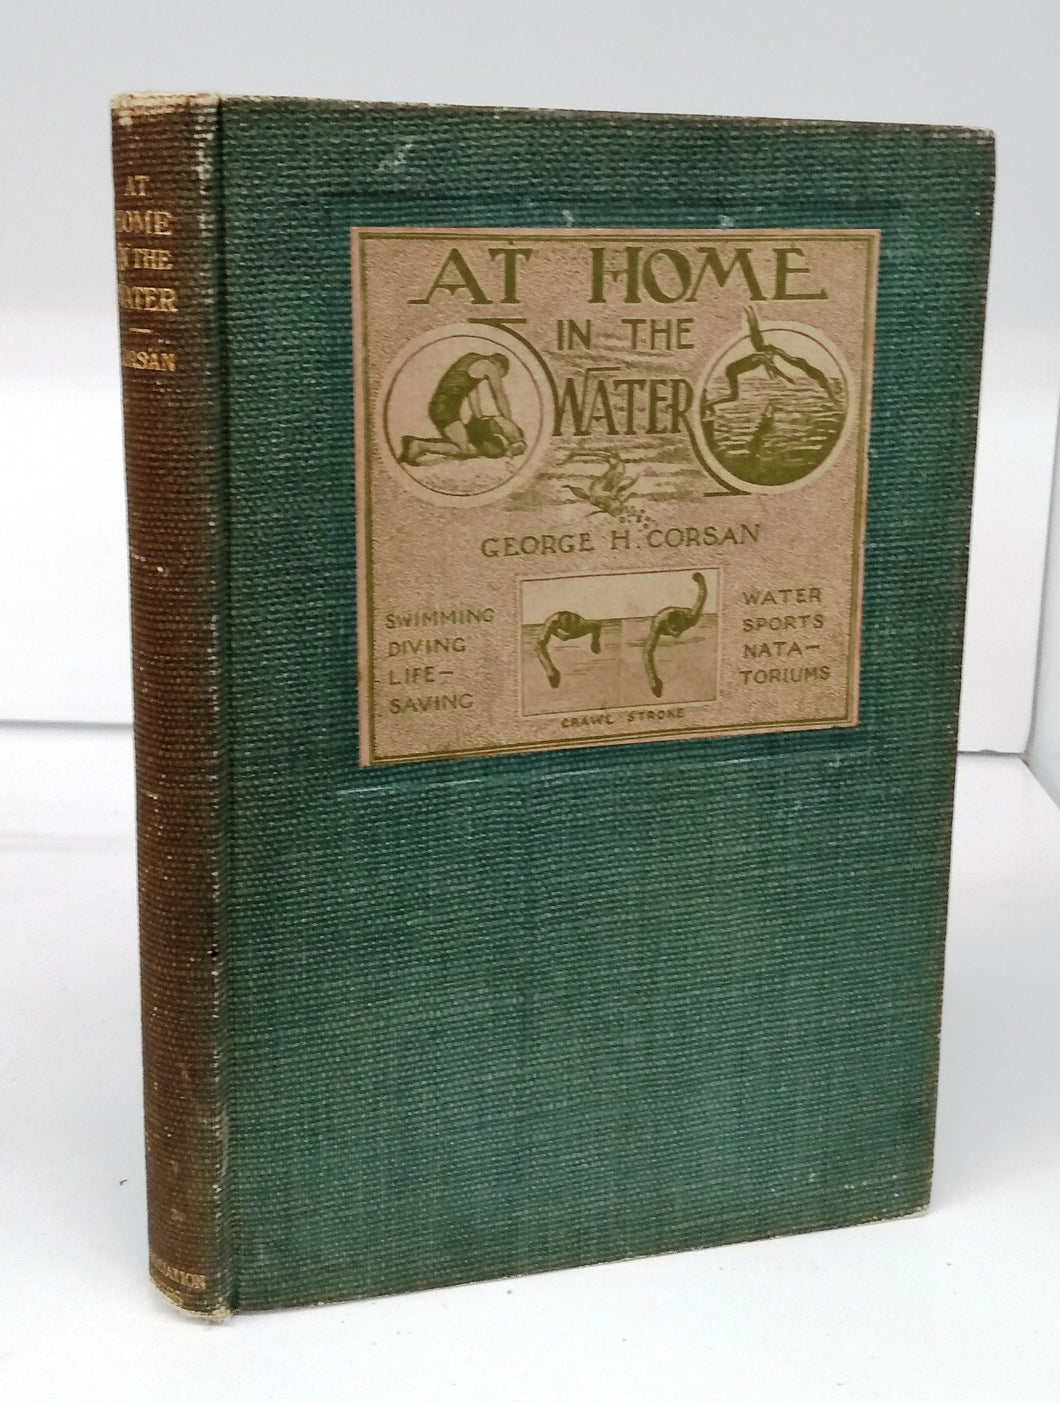 AT HOME
IN THE
WATER
GEORGE H. CORSAN
SWIMMING
DIVING
LIFE-
SAVING
WATER
SPORTS
NATA-
TORIUMS
CRAWL STROKE
AT
HOME
IN THE
WATER
CORSAN